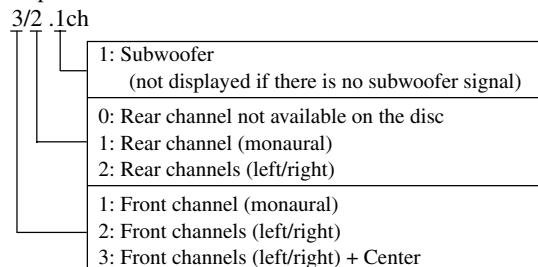 3/2 .1ch
1: Subwoofer
(not displayed if there is no subwoofer signal)
0: Rear channel not available on the disc
1: Rear channel (monaural)
2: Rear channels (left/right)
1: Front channel (monaural)
2: Front channels (left/right)
3: Front channels (left/right) + Center